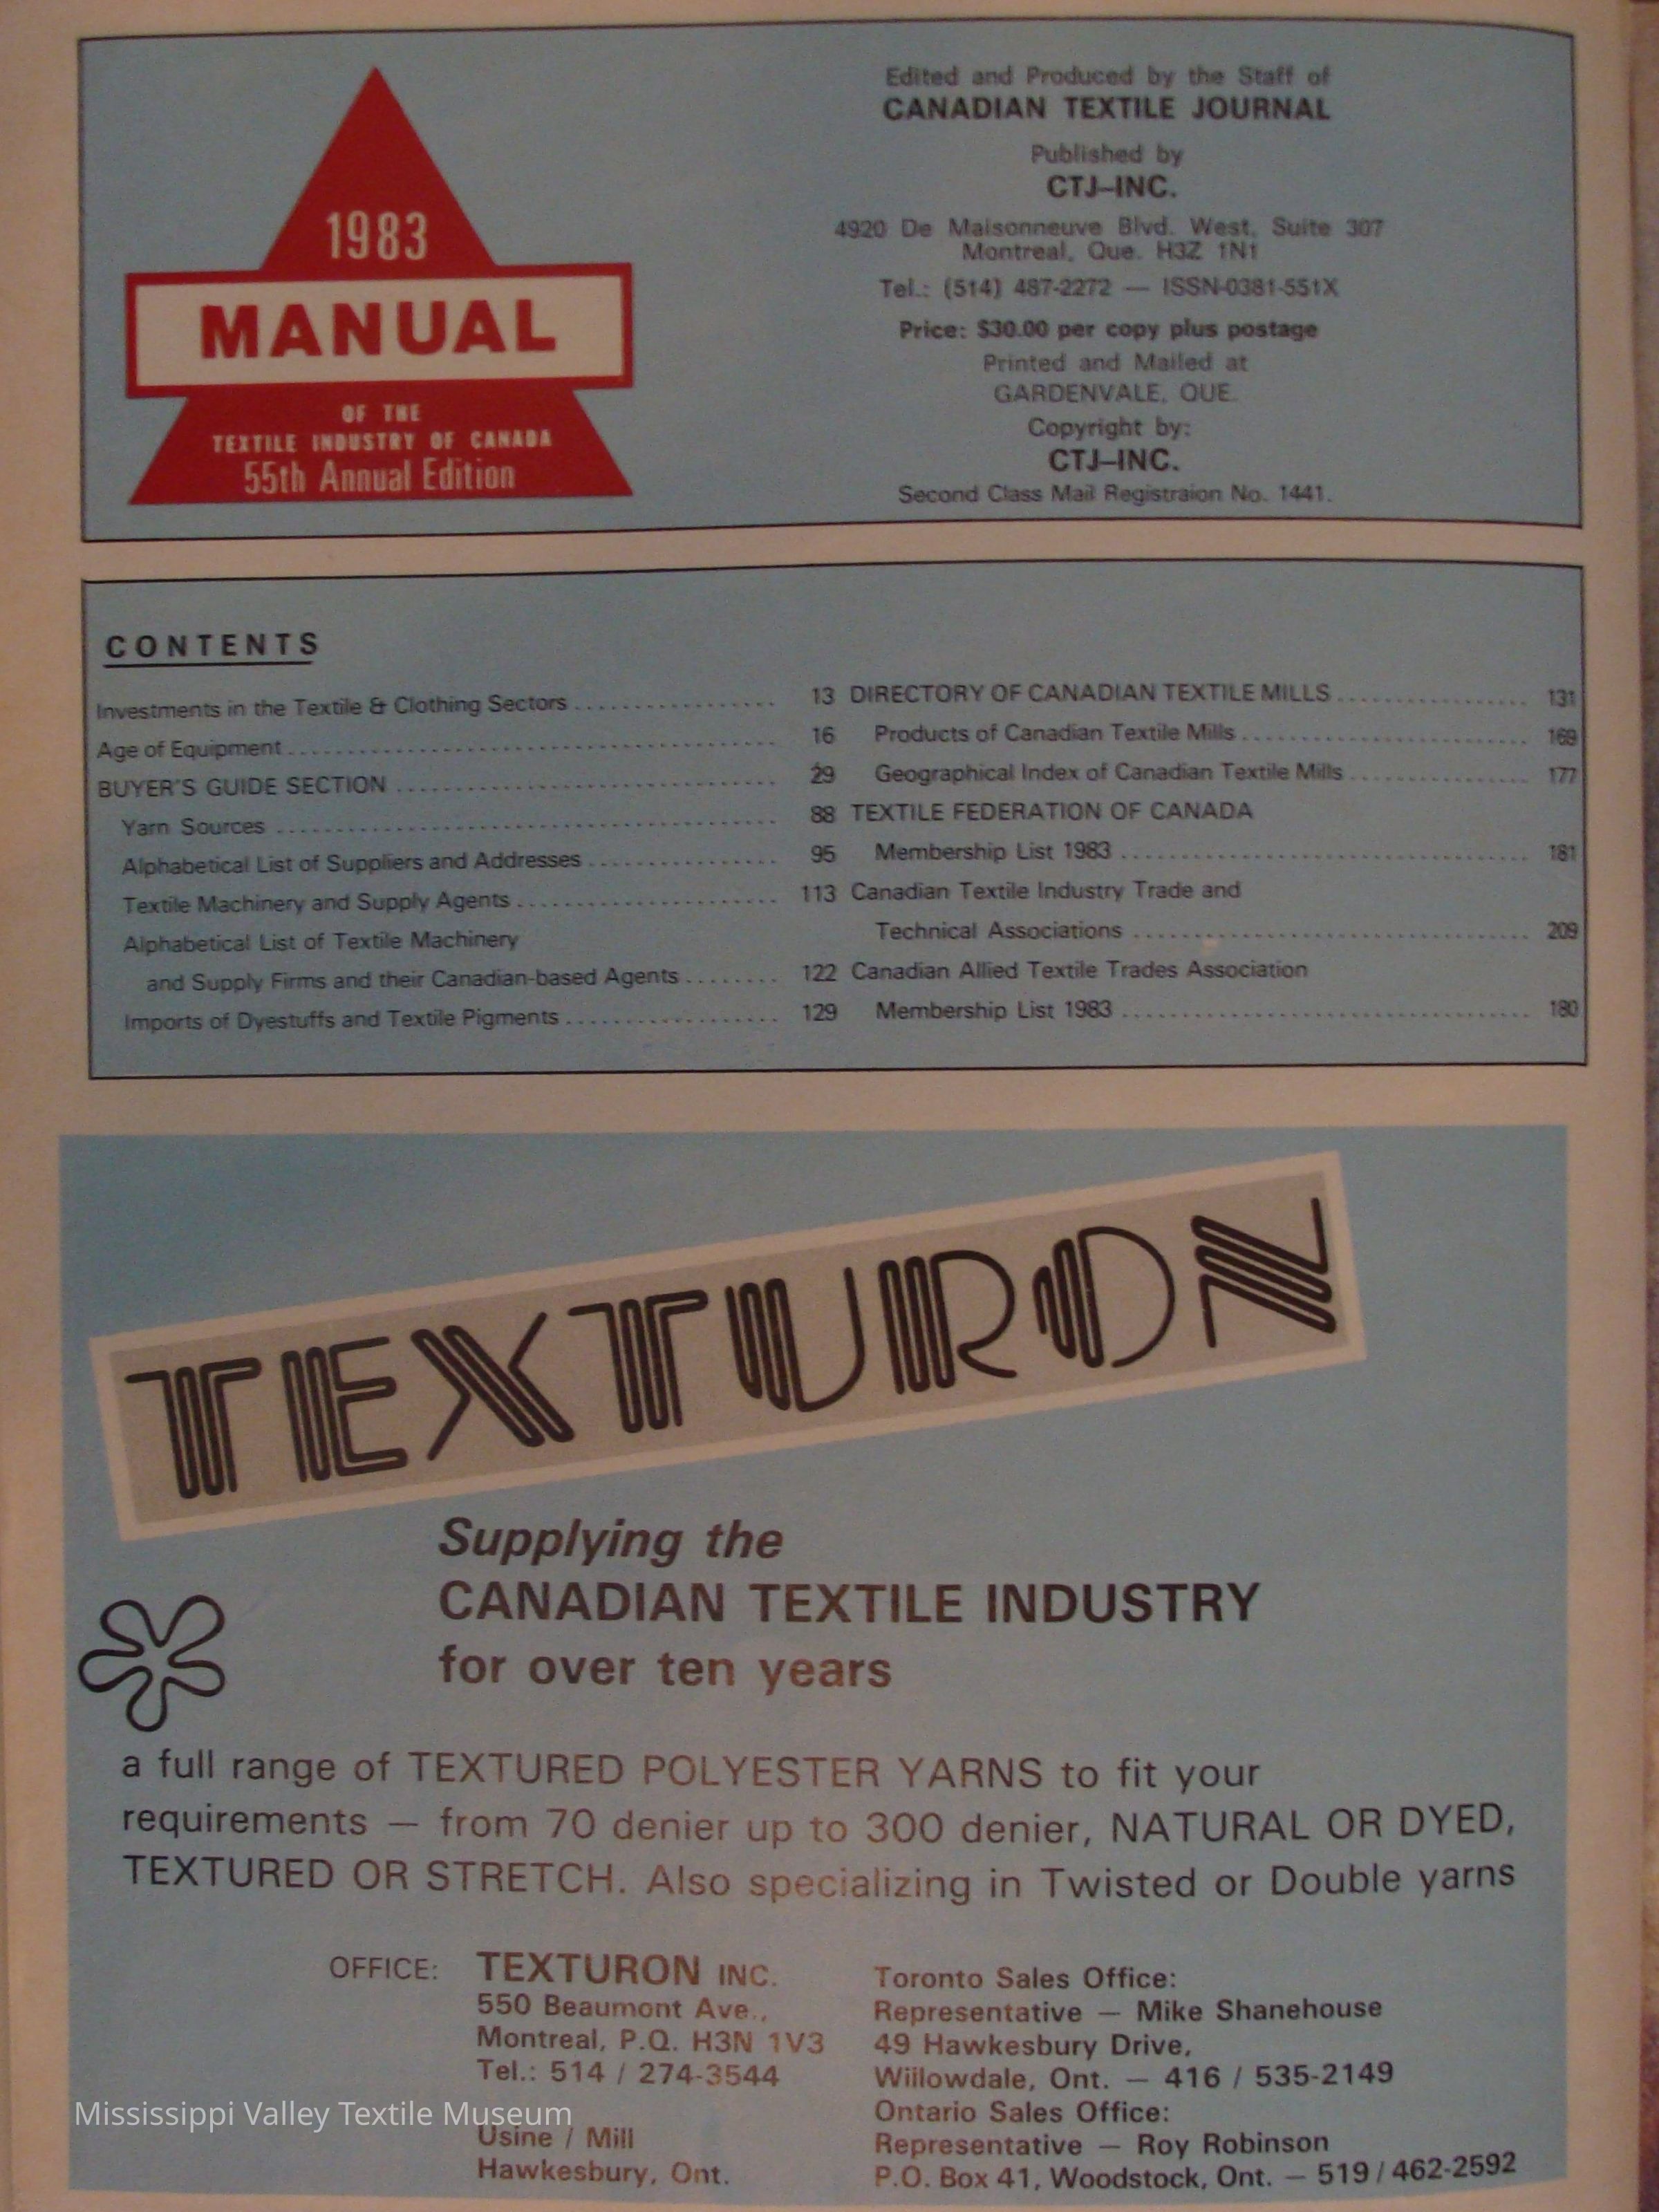 1983
MANUAL
OF THE
TEXTILE INDUSTRY OF CANADA
55th Annual Edition
Edited and Produced by the Staff of
CANADIAN TEXTILE JOURNAL
Published by
CTJ–INC.
4920 De Maisonneuve Blvd. West, Suite 307
Montreal, Que. H3Z 1N1
Tel.: (514) 487-2272 — ISSN-0381-551X
Price: $30.00 per copy plus postage
Printed and Mailed at
GARDENVALE, QUE.
Copyright by:
CTJ–INC.
Second Class Mail Registraion No. 1441.
CONTENTS
Investments in the Textile & Clothing Sectors 13
Age of Equipment 16
BUYER'S GUIDE SECTION 29
Yarn Sources 88
Alphabetical List of Suppliers and Addresses 95
Textile Machinery and Supply Agents 113
Alphabetical List of Textile Machinery
and Supply Firms and their Canadian-based Agents 122
Imports of Dyestuffs and Textile Pigments 129
DIRECTORY OF CANADIAN TEXTILE MILLS 131
Products of Canadian Textile Mills 169
Geographical Index of Canadian Textile Mills 177
TEXTILE FEDERATION OF CANADA
Membership List 1983 181
Canadian Textile Industry Trade and
Technical Associations 209
Canadian Allied Textile Trades Association
Membership List 1983 180
TEXTURON
Supplying the
CANADIAN TEXTILE INDUSTRY
for over ten years
a full range of TEXTURED POLYESTER YARNS to fit your
requirements — from 70 denier up to 300 denier, NATURAL OR DYED,
TEXTURED OR STRETCH. Also specializing in Twisted or Double yarns
OFFICE: TEXTURON INC.
550 Beaumont Ave.,
Montreal, P.Q. H3N 1V3
Tel.: 514 / 274-3544
Usine / Mill
Hawkesbury, Ont.
Toronto Sales Office:
Representative — Mike Shanehouse
49 Hawkesbury Drive,
Willowdale, Ont. — 416 / 535-2149
Ontario Sales Office:
Representative — Roy Robinson
P.O. Box 41, Woodstock, Ont. — 519 / 462-2592
Mississippi Valley Textile Museum